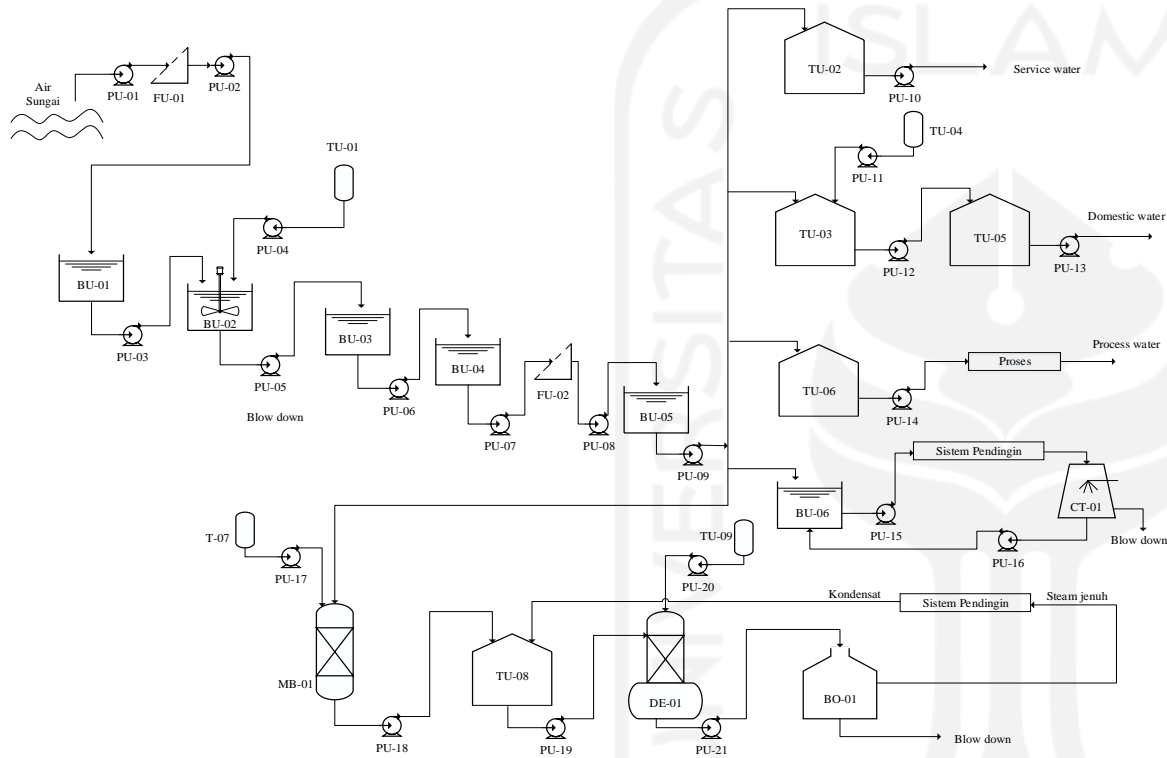 ISLAM
UNIVERSITAS
Air
Sungai
PU-01
FU-01
PU-02
TU-01
PU-04
BU-01
PU-03
BU-02
PU-05
Blow down
BU-03
PU-06
BU-04
PU-07
FU-02
PU-08
BU-05
PU-09
TU-02
PU-10
Service water
TU-04
PU-11
TU-03
PU-12
TU-05
PU-13
Domestic water
TU-06
PU-14
Proses
Process water
BU-06
PU-15
Sistem Pendingin
CT-01
Blow down
PU-16
T-07
PU-17
MB-01
PU-18
TU-08
PU-19
TU-09
PU-20
DE-01
PU-21
Kondensat
Sistem Pendingin
Steam jenuh
BO-01
Blow down